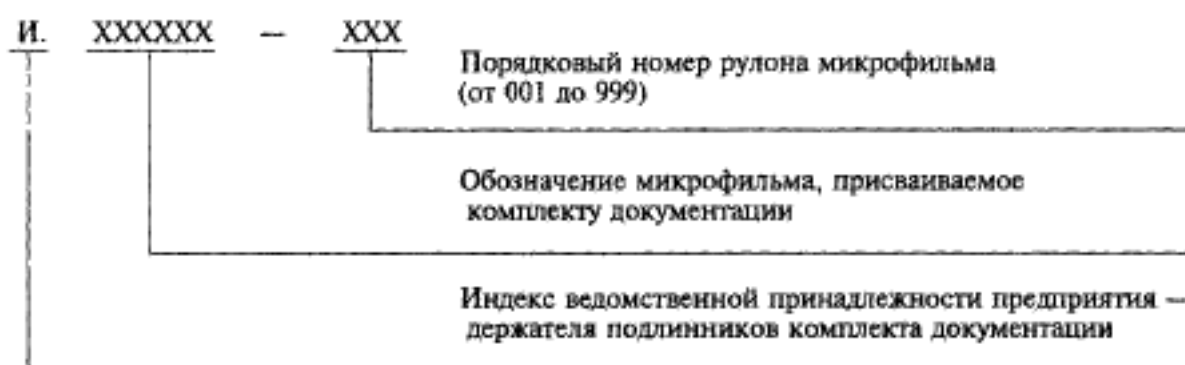 И. XXXXXX — XXX
Порядковый номер рулона микрофильма
(от 001 до 999)
Обозначение микрофильма, присваиваемое
комплекту документации
Индекс ведомственной принадлежности предприятия —
держателя подлинников комплекта документации